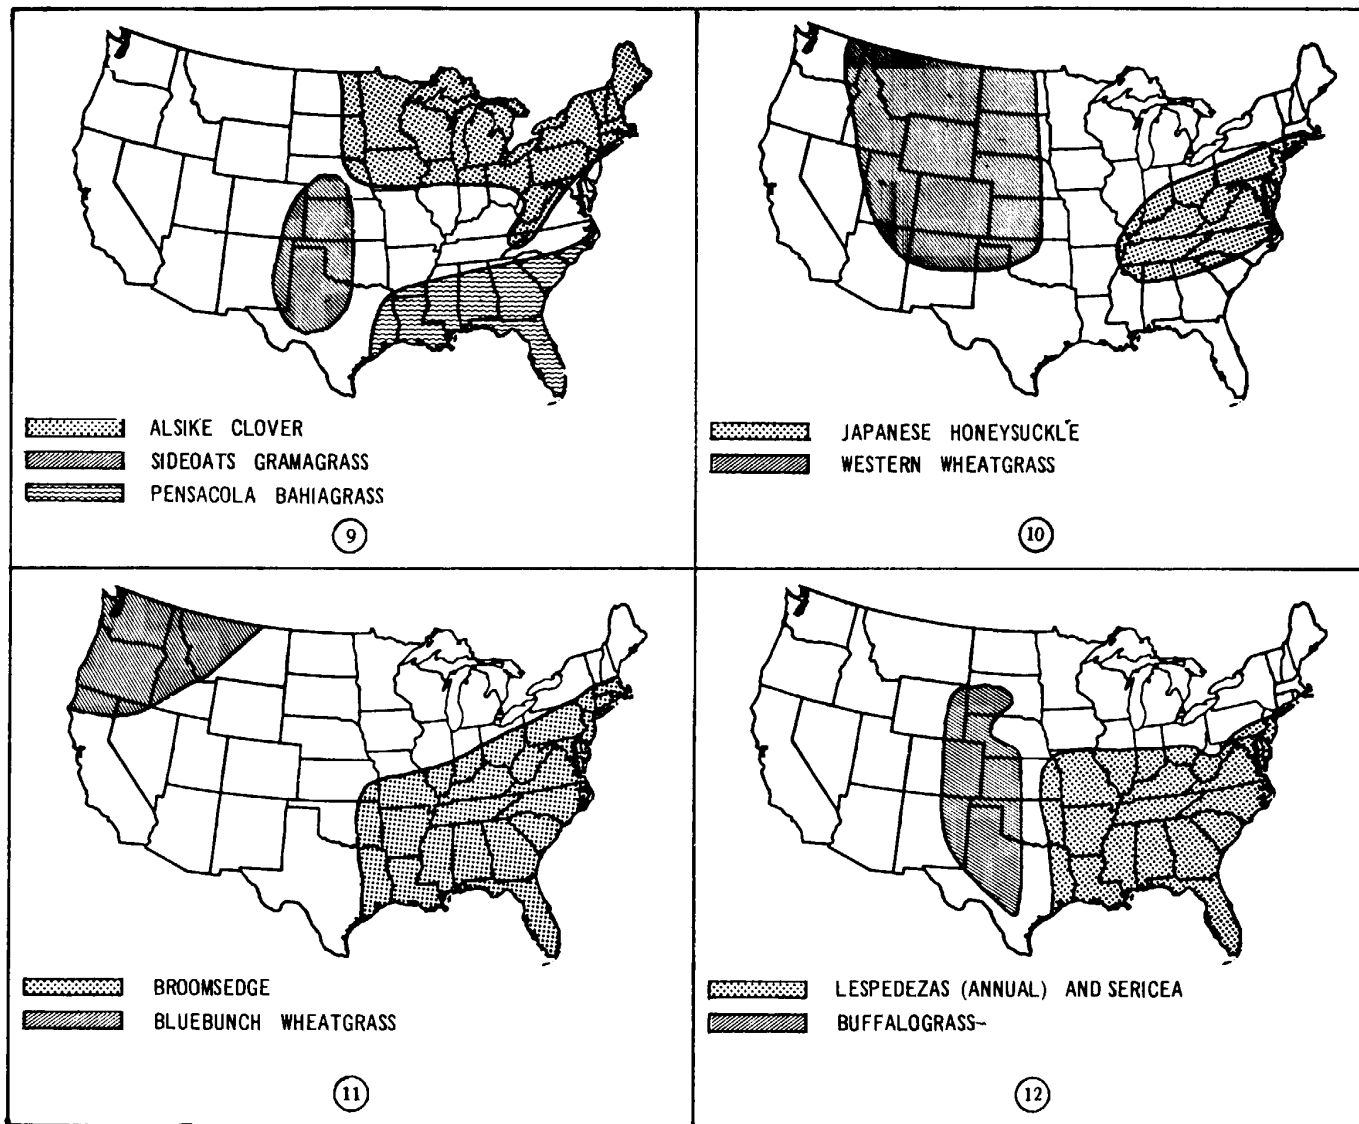 ALSIKE CLOVER
SIDEOATS GRAMAGRASS
PENSACOLA BAHIAGRASS
9
JAPANESE HONEYSUCKLE
WESTERN WHEATGRASS
10
BROOMSEDGE
BLUEBUNCH WHEATGRASS
11
LESPEDEZAS (ANNUAL) AND SERICEA
BUFFALOGRASS
12